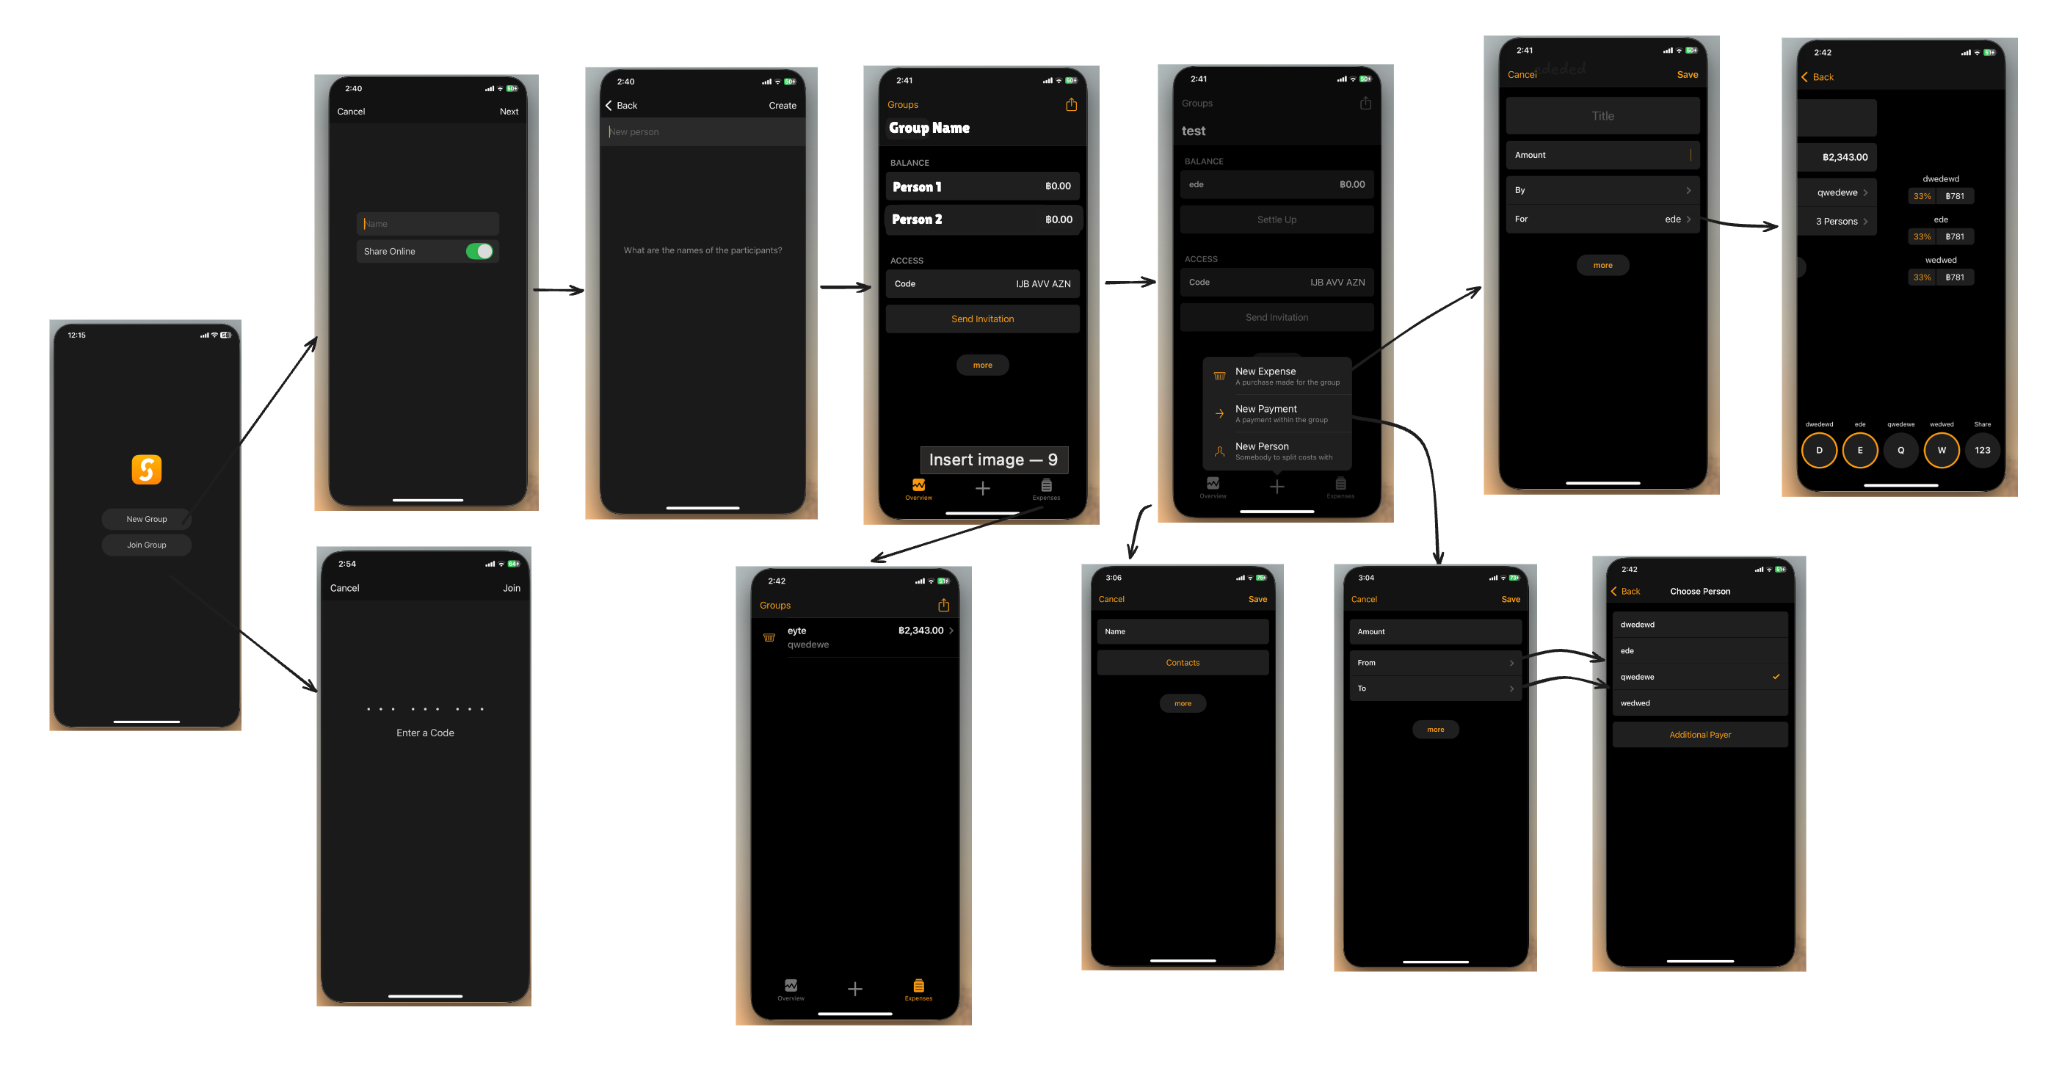 12:15
New Group
Join Group
2:40
Cancel
Next
Name
Share Online
2:54
Cancel
Join
Enter a Code
2:40
Back
Create
New person
What are the names of the participants?
2:41
Groups
Group Name
BALANCE
Person 1
฿0.00
Person 2
฿0.00
ACCESS
Code
IJB AVV AZN
Send Invitation
more
Insert image — 9
Overview
Expenses
2:42
Groups
eyte
฿2,343.00
qwedewe
Overview
Expenses
2:41
Groups
test
BALANCE
ede
฿0.00
Settle Up
ACCESS
Code
IJB AVV AZN
Send Invitation
New Expense
A purchase made for the group
New Payment
A payment within the group
New Person
Somebody to split costs with
Overview
Expenses
3:06
Cancel
Save
Name
Contacts
more
3:04
Cancel
Save
Amount
From
To
more
2:41
Cancel
Save
Title
Amount
By
For
ede
more
2:42
Back
฿2,343.00
qwedewe
3 Persons
dwedewd
33% ฿781
ede
33% ฿781
wedwed
33% ฿781
dwedewd ede qwedewe wedwed Share
D E Q W 123
2:42
Back
Choose Person
dwedewd
ede
qwedewe
wedwed
Additional Payer